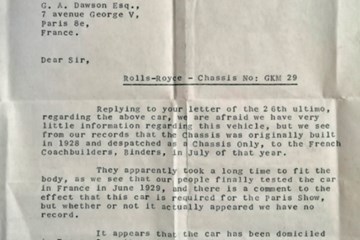 G. A. Dawson Esq.,
7 avenue George V,
Paris 8e,
France.
Dear Sir,
Rolls-Royce - Chassis No: GKM 29
Replying to your letter of the 26th ultimo,
regarding the above car, we are afraid we have very
little information regarding this vehicle, but we see
from our records that the Chassis was originally built
in 1928 and despatched as a Chassis Only, to the French
Coachbuilders, Binders, in July of that year.
They apparently took a long time to fit the
body, as we see that our people finally tested the car
in France in June 1929, and there is a comment to the
effect that this car is required for the Paris Show,
but whether or not it actually appeared we have no
record.
It appears that the car has been domiciled